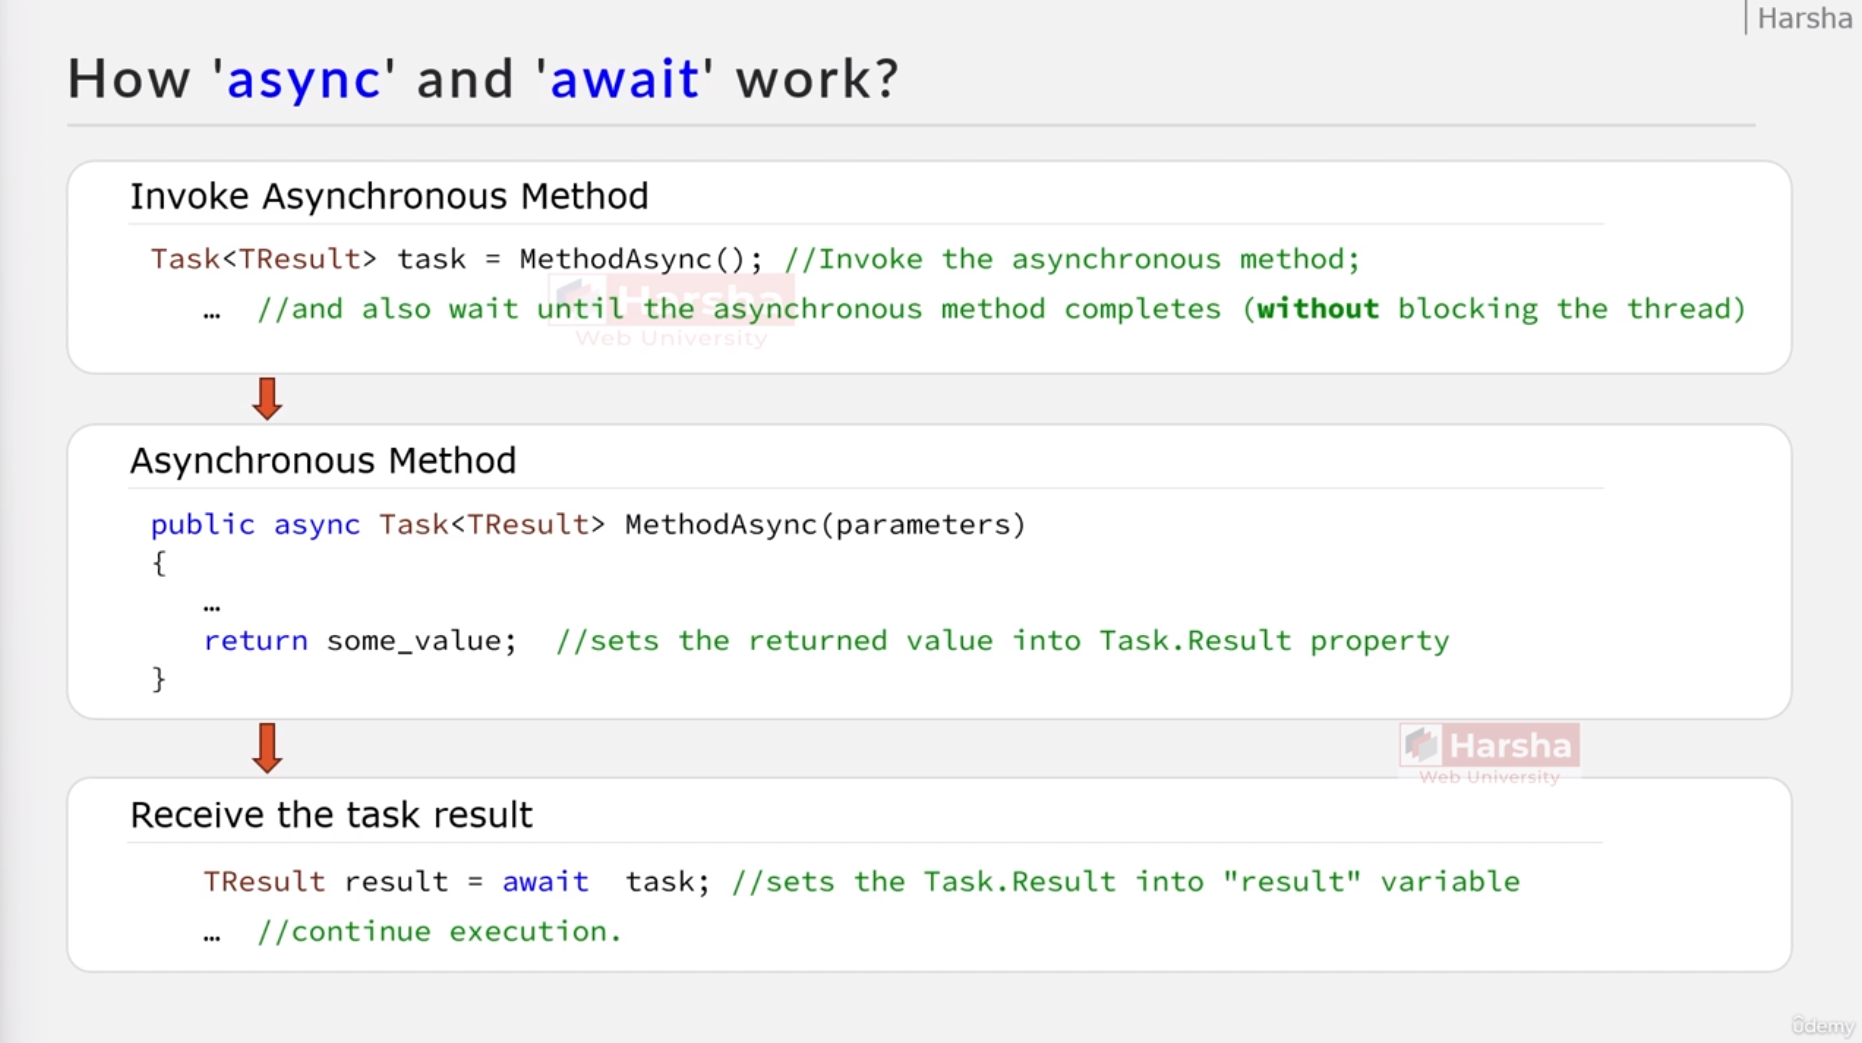 Harsha
How 'async' and 'await' work?
Invoke Asynchronous Method
Task<TResult> task = MethodAsync(); //Invoke the asynchronous method;
… //and also wait until the asynchronous method completes (without blocking the thread)
Harsha
Web University
Asynchronous Method
public async Task<TResult> MethodAsync(parameters)
{
…
return some_value; //sets the returned value into Task.Result property
}
Harsha
Web University
Receive the task result
TResult result = await task; //sets the Task.Result into "result" variable
… //continue execution.
ûdemy